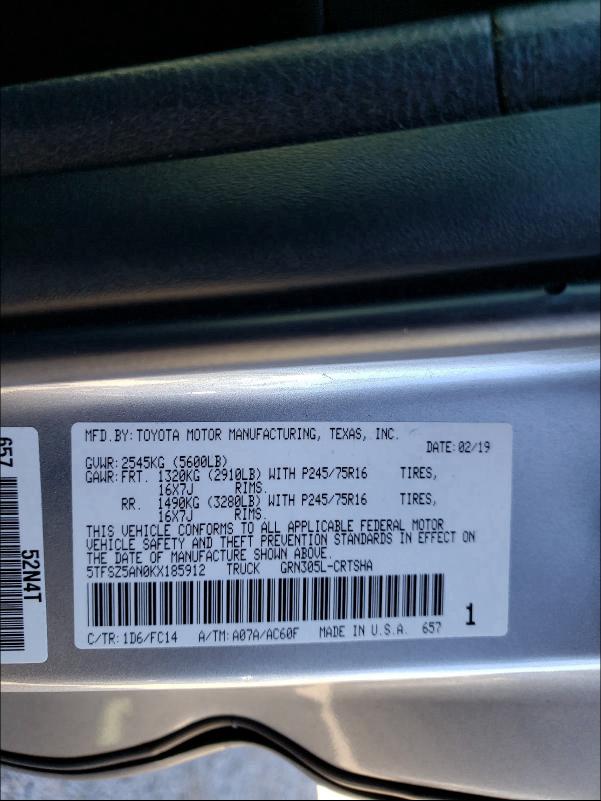 MFD.BY: TOYOTA MOTOR MANUFACTURING, TEXAS, INC.
DATE: 02/19
GVWR: 2545KG (5600LB)
GAWR: FRT. 1320KG (2910LB) WITH P245/75R16 TIRES,
16X7J RIMS.
RR. 1490KG (3280LB) WITH P245/75R16 TIRES,
16X7J RIMS.
THIS VEHICLE CONFORMS TO ALL APPLICABLE FEDERAL MOTOR
VEHICLE SAFETY AND THEFT PREVENTION STANDARDS IN EFFECT ON
THE DATE OF MANUFACTURE SHOWN ABOVE.
5TFSZ5AN0KX185912 TRUCK GRN305L-CRTSHA
1
C/TR: 1D6/FC14 A/TM: A07A/AC60F MADE IN U.S.A. 657
657
52N4T